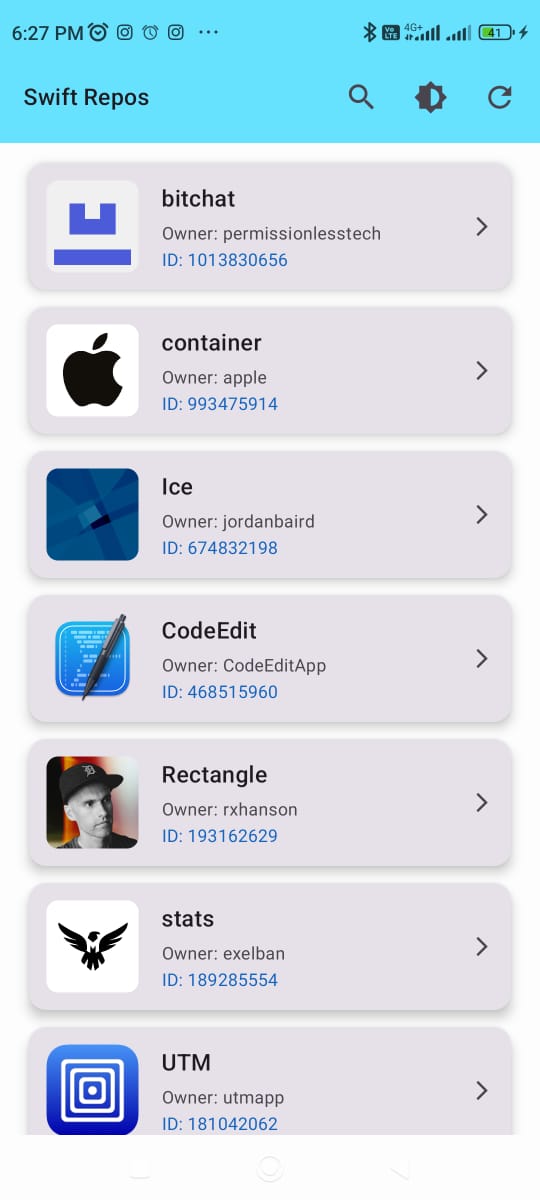 6:27 PM
Vo LTE
4G+
41
Swift Repos
bitchat
Owner: permissionlesstech
ID: 1013830656
container
Owner: apple
ID: 993475914
Ice
Owner: jordanbaird
ID: 674832198
CodeEdit
Owner: CodeEditApp
ID: 468515960
Rectangle
Owner: rxhanson
ID: 193162629
stats
Owner: exelban
ID: 189285554
UTM
Owner: utmapp
ID: 181042062